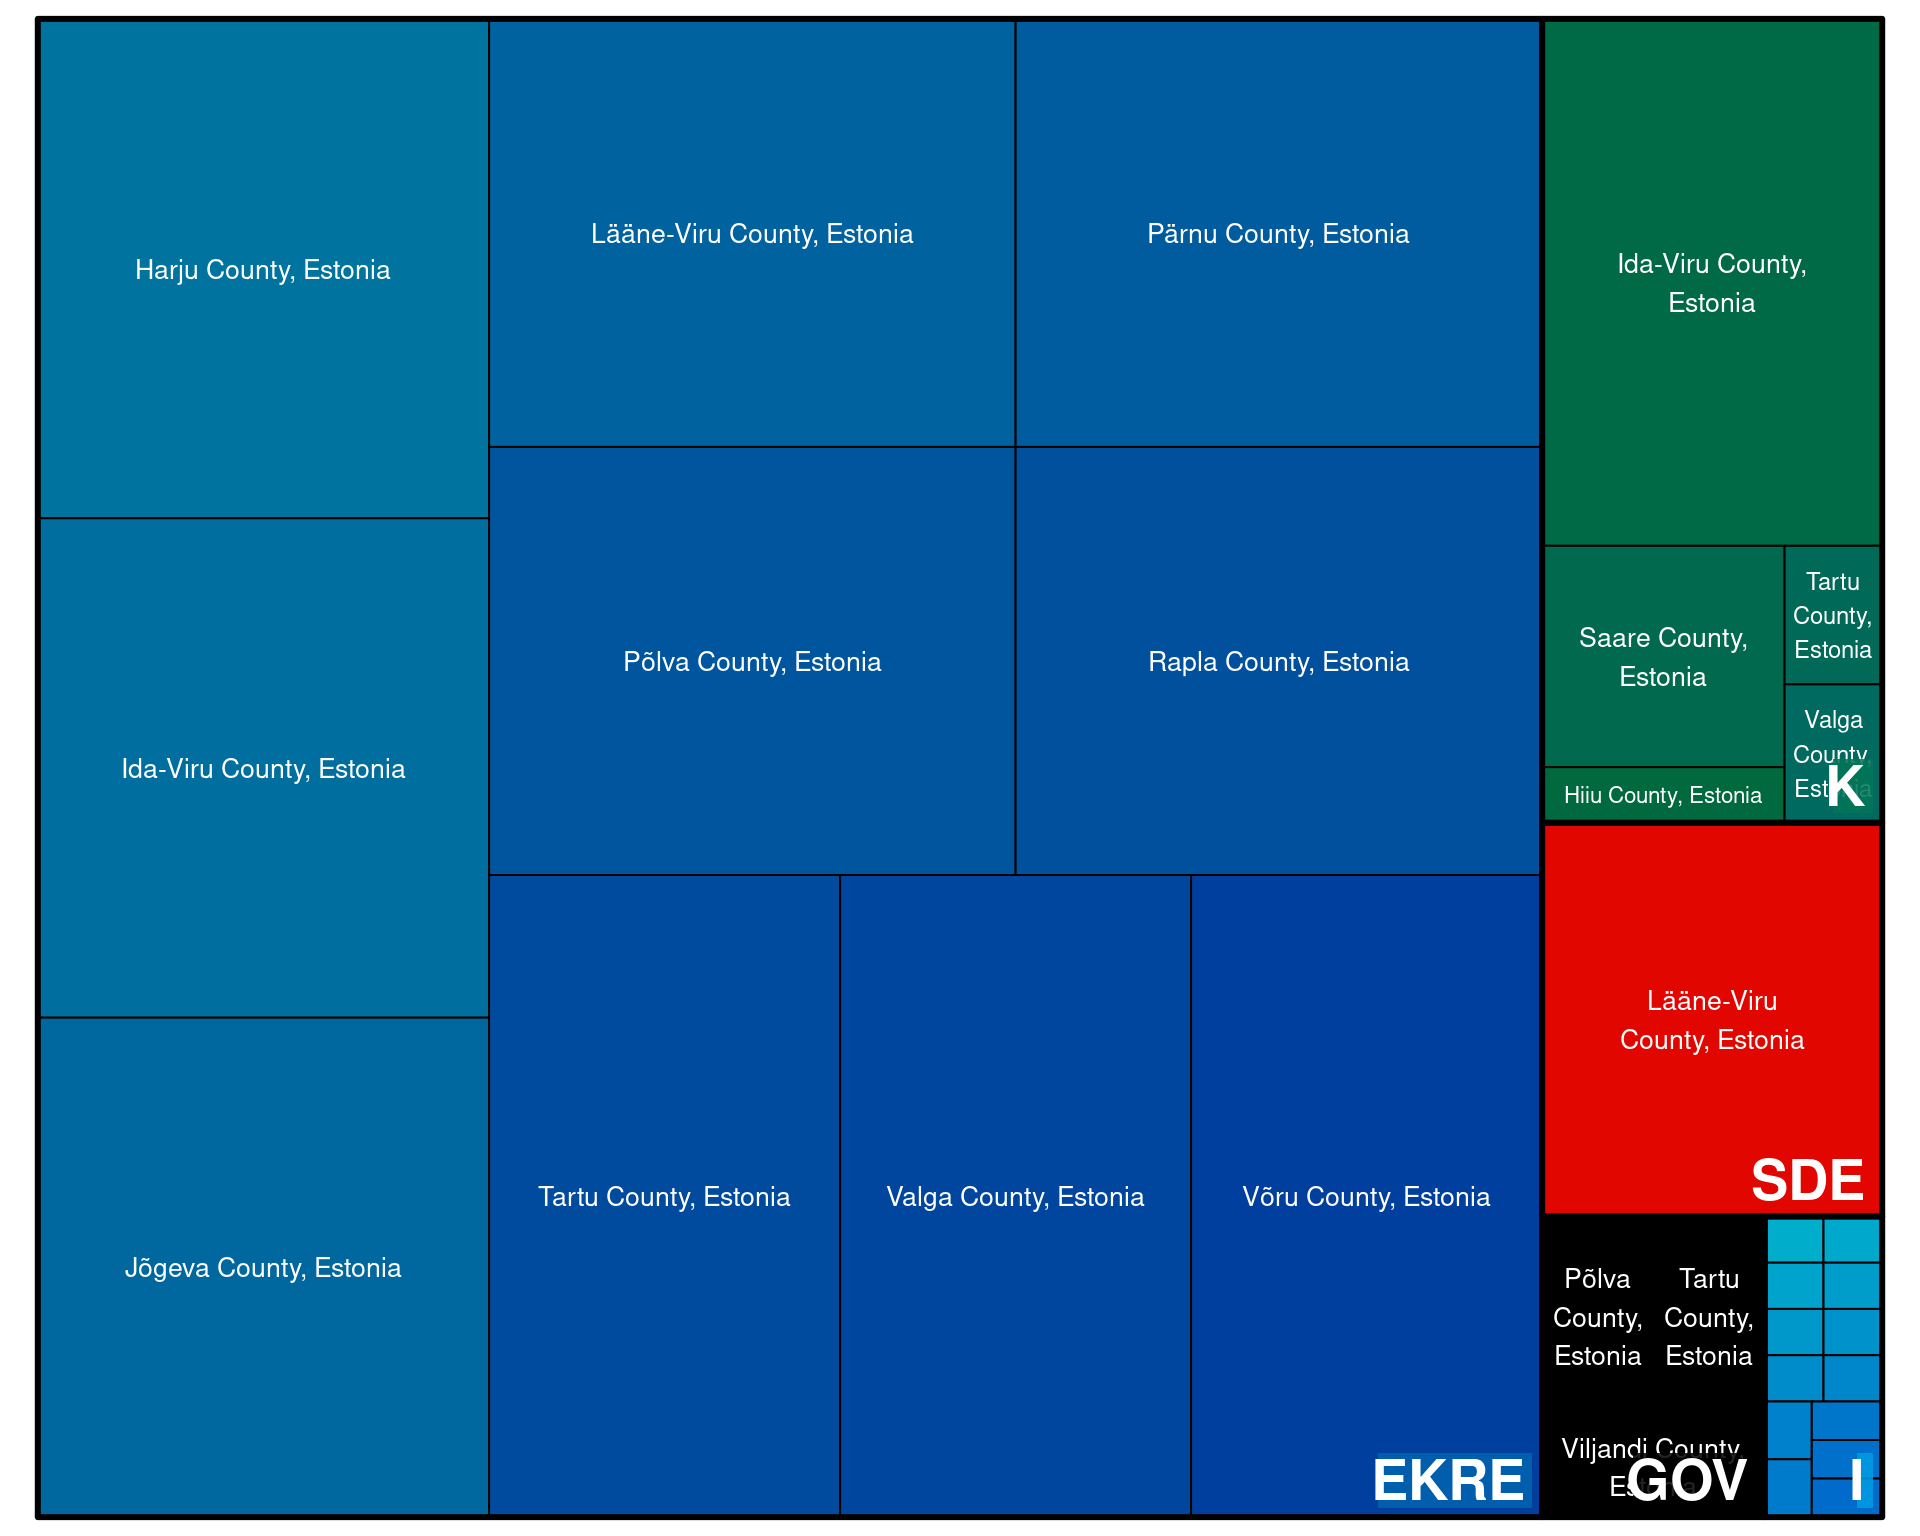 Harju County, Estonia
Ida-Viru County, Estonia
Jõgeva County, Estonia
Lääne-Viru County, Estonia
Pärnu County, Estonia
Põlva County, Estonia
Rapla County, Estonia
Tartu County, Estonia
Valga County, Estonia
Võru County, Estonia
EKRE
Ida-Viru County,
Estonia
Saare County,
Estonia
Tartu
County,
Estonia
Valga
County,
Estonia
Hiiu County, Estonia
K
Lääne-Viru
County, Estonia
SDE
Põlva
County,
Estonia
Tartu
County,
Estonia
Viljandi County,
Estonia
GOV
I